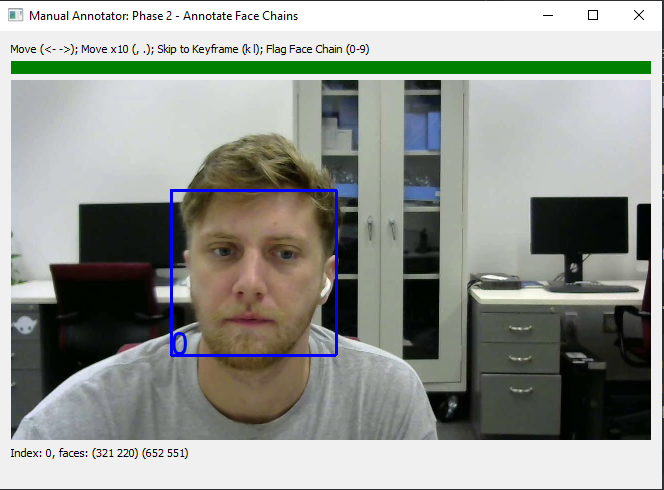 Manual Annotator: Phase 2 - Annotate Face Chains
Move (<- ->); Move x10 (, .); Skip to Keyframe (k l); Flag Face Chain (0-9)
0
Index: 0, faces: (321 220) (652 551)